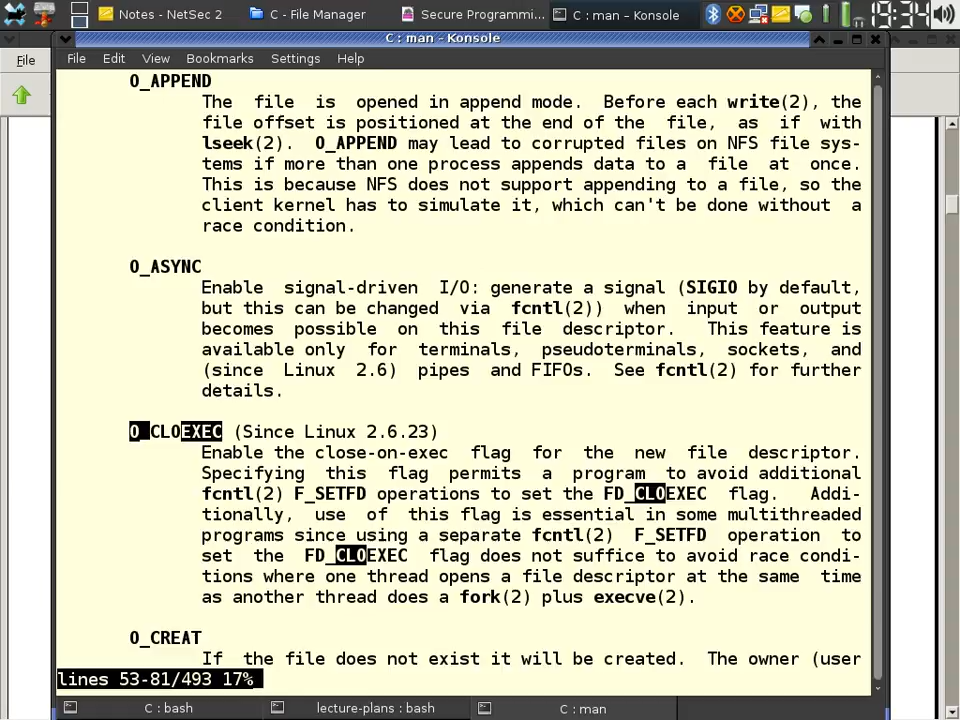 Notes - NetSec 2
C - File Manager
Secure Programmi...
C : man – Konsole
19:34
C : man – Konsole
File
File Edit View Bookmarks Settings Help
O_APPEND
The file is opened in append mode. Before each write(2), the
file offset is positioned at the end of the file, as if with
lseek(2). O_APPEND may lead to corrupted files on NFS file sys-
tems if more than one process appends data to a file at once.
This is because NFS does not support appending to a file, so the
client kernel has to simulate it, which can't be done without a
race condition.
O_ASYNC
Enable signal-driven I/O: generate a signal (SIGIO by default,
but this can be changed via fcntl(2)) when input or output
becomes possible on this file descriptor. This feature is
available only for terminals, pseudoterminals, sockets, and
(since Linux 2.6) pipes and FIFOs. See fcntl(2) for further
details.
O_CLOEXEC (Since Linux 2.6.23)
Enable the close-on-exec flag for the new file descriptor.
Specifying this flag permits a program to avoid additional
fcntl(2) F_SETFD operations to set the FD_CLOEXEC flag. Addi-
tionally, use of this flag is essential in some multithreaded
programs since using a separate fcntl(2) F_SETFD operation to
set the FD_CLOEXEC flag does not suffice to avoid race condi-
tions where one thread opens a file descriptor at the same time
as another thread does a fork(2) plus execve(2).
O_CREAT
If the file does not exist it will be created. The owner (user
lines 53-81/493 17%
C : bash
lecture-plans : bash
C : man